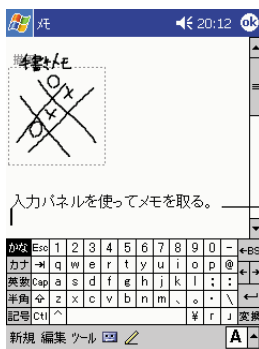 メモ 20:12 ok
手書きメモ
入力パネルを使ってメモを取る。
かな Esc 1 2 3 4 5 6 7 8 9 0 - ←BS
カナ q w e r t y u i o p @
英数 Cap a s d f g h j k l ; :
半角 z x c v b n m 、 。 ・ \
記号 Ctl ^ ¥ 「 」 変換
新規 編集 ツール A